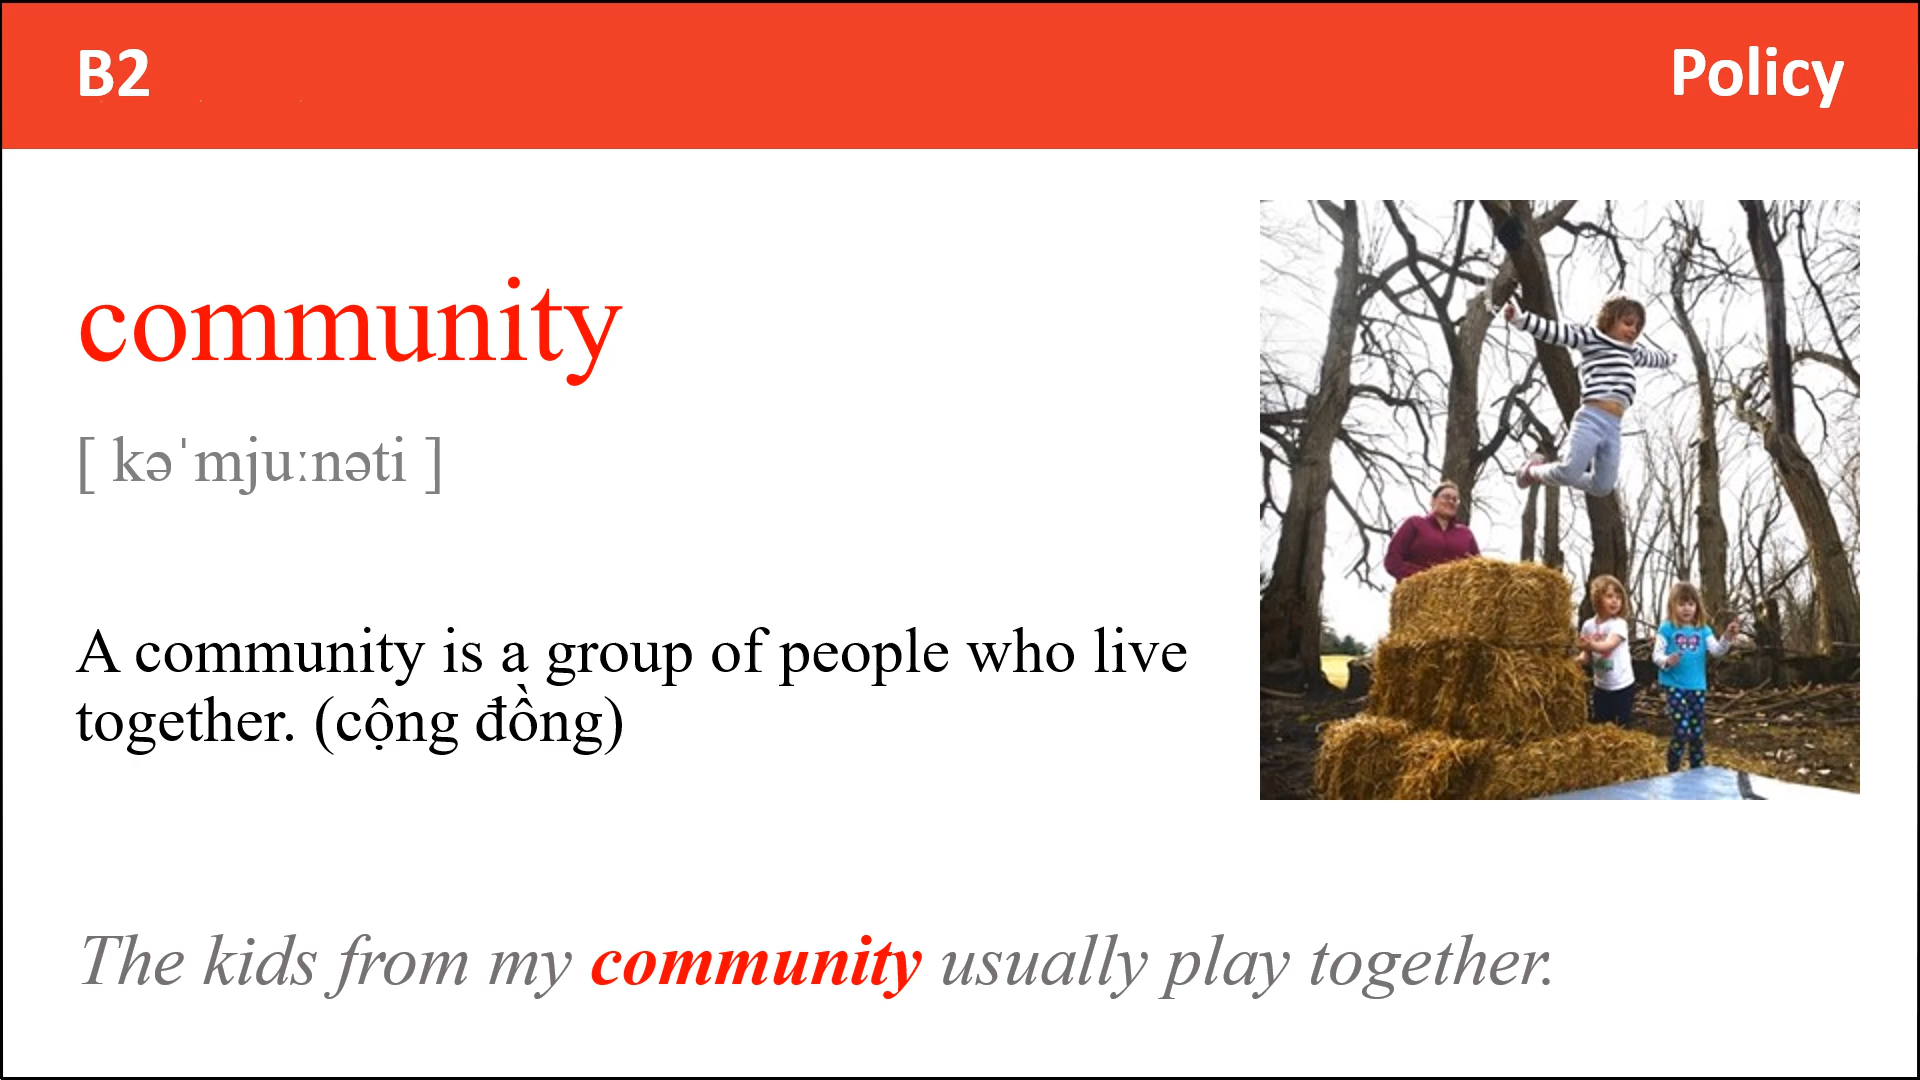 B2
Policy
community
[ kəˈmjuːnəti ]
A community is a group of people who live
together. (cộng đồng)
The kids from my community usually play together.